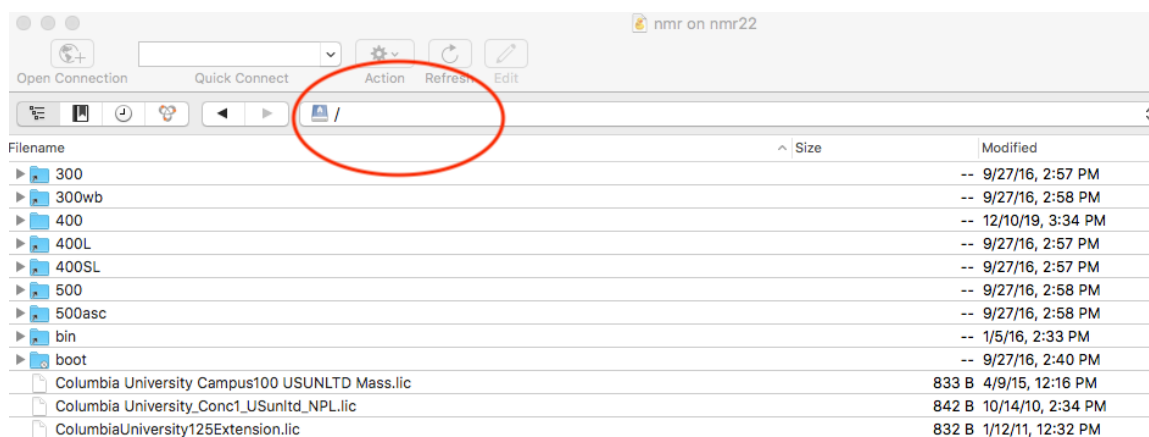 nmr on nmr22
Quick Connect
Open Connection Quick Connect Action Refresh Edit
/
Filename Size Modified
300 -- 9/27/16, 2:57 PM
300wb -- 9/27/16, 2:58 PM
400 -- 12/10/19, 3:34 PM
400L -- 9/27/16, 2:57 PM
400SL -- 9/27/16, 2:57 PM
500 -- 9/27/16, 2:58 PM
500asc -- 9/27/16, 2:58 PM
bin -- 1/5/16, 2:33 PM
boot -- 9/27/16, 2:40 PM
Columbia University Campus100 USUNLTD Mass.lic 833 B 4/9/15, 12:16 PM
Columbia University_Conc1_USunltd_NPL.lic 842 B 10/14/10, 2:34 PM
ColumbiaUniversity125Extension.lic 832 B 1/12/11, 12:32 PM